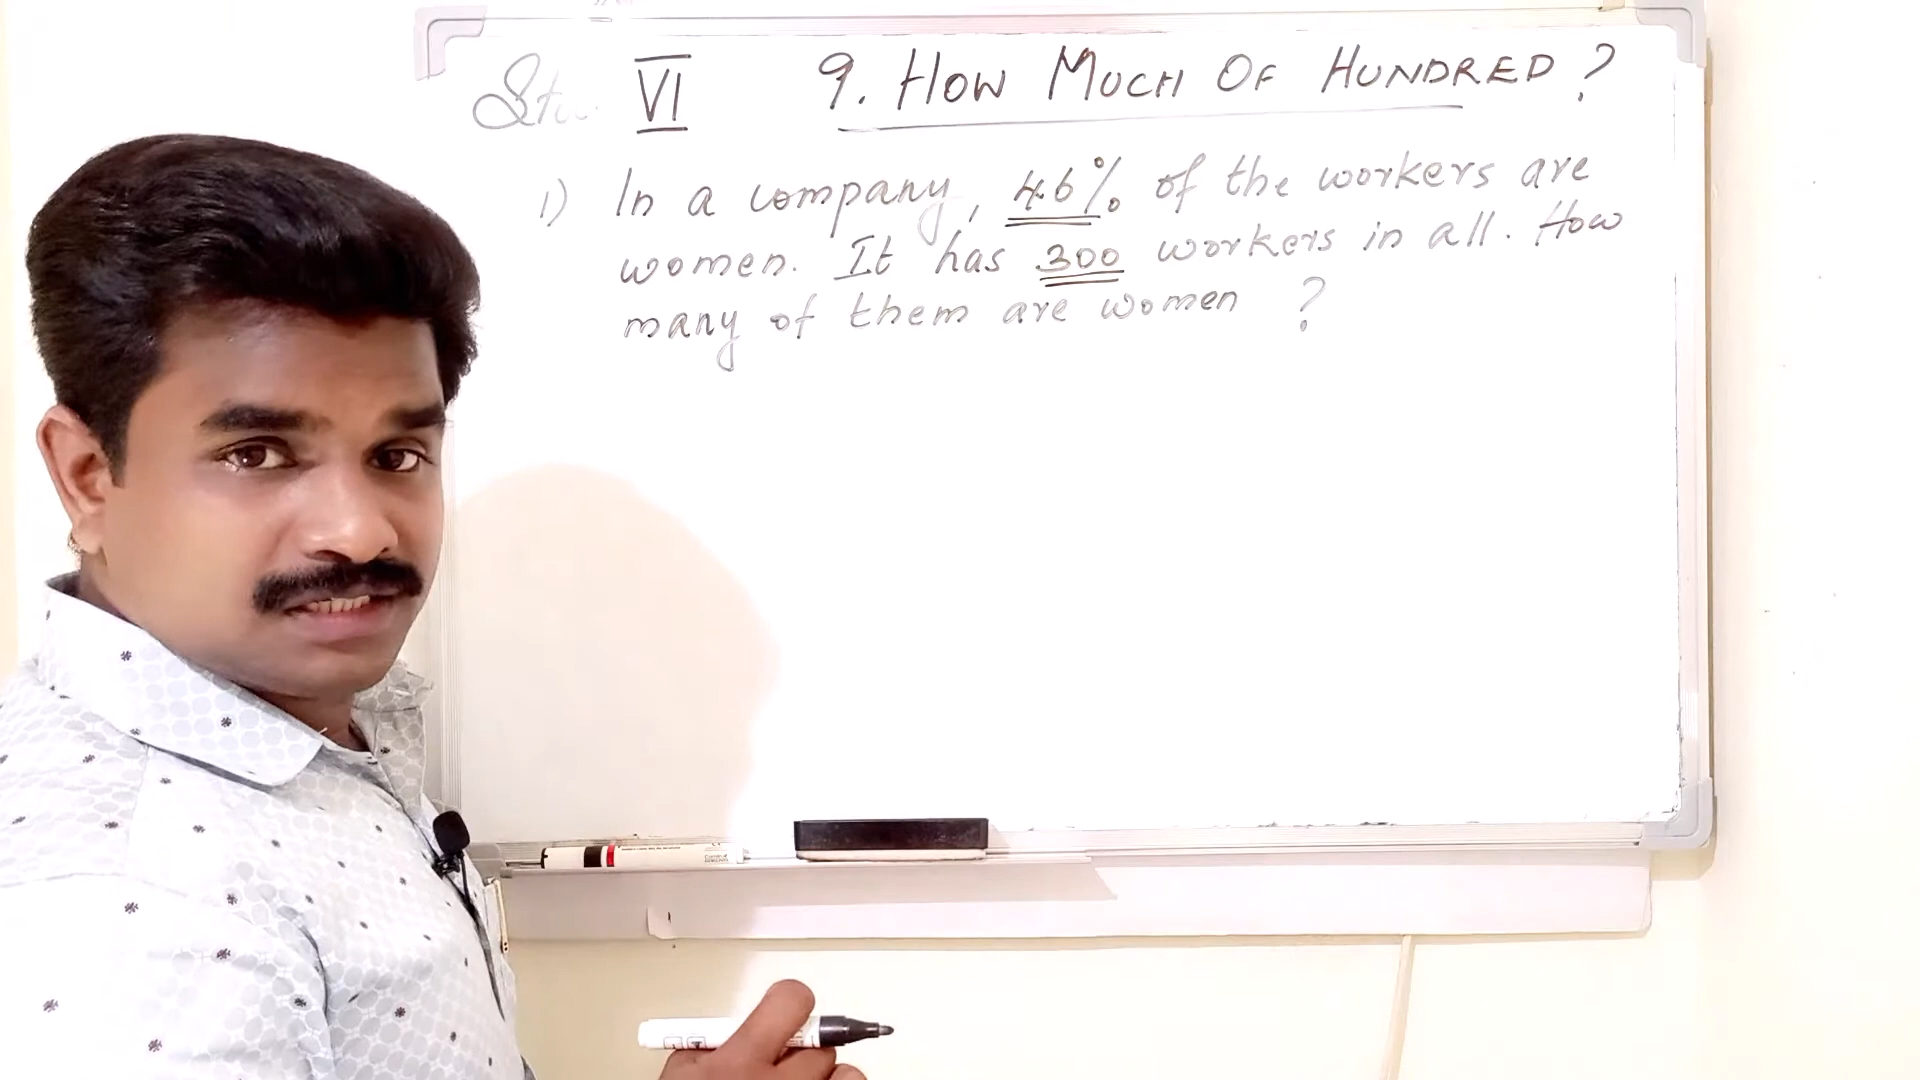 Std. VI 9. HOW MUCH OF HUNDRED ?
1) In a company, 46% of the workers are
women. It has 300 workers in all. How
many of them are women ?